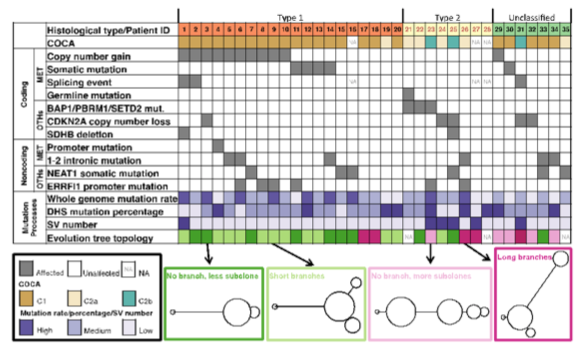 Type 1 Type 2 Unclassified
Histological type/Patient ID 1 2 3 4 5 6 7 8 9 10 11 12 13 14 15 16 17 18 19 20 21 22 23 24 25 26 27 28 29 30 31 32 33 34 35
COCA NA NA NA
Coding
MET
Copy number gain
Somatic mutation
Splicing event NA NA NA
Germline mutation
OTHs
BAP1/PBRM1/SETD2 mut.
CDKN2A copy number loss
SDHB deletion
Noncoding
MET
Promoter mutation
1-2 intronic mutation
OTHs
NEAT1 somatic mutation
ERRFI1 promoter mutation
Mutation Processes
Whole genome mutation rate
DHS mutation percentage
SV number
Evolution tree topology NA NA NA
Affected Unaffected NA NA
COCA
C1 C2a C2b
Mutation rate/percentage/SV number
High Medium Low
No branch, less subclone
Short branches
No branch, more subclones
Long branches